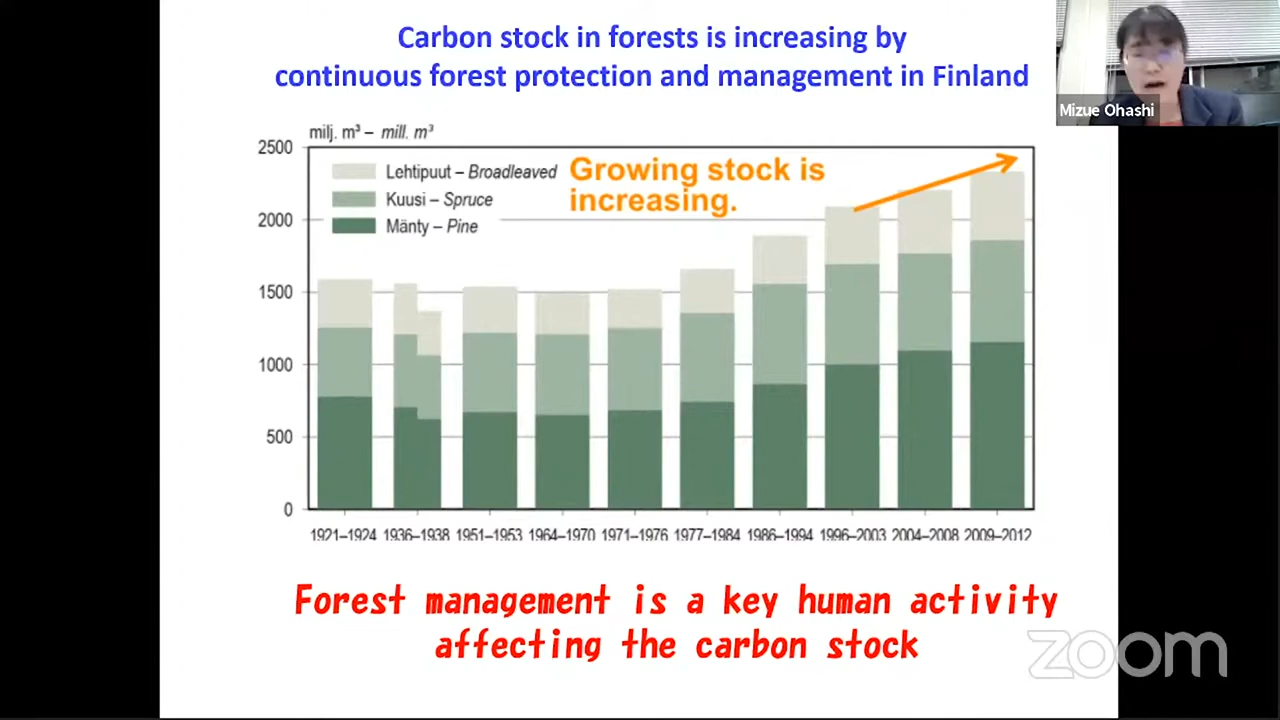 Carbon stock in forests is increasing by
continuous forest protection and management in Finland
Mizue Ohashi
milj. m³ – mill. m³
2500
2000
1500
1000
500
0
Lehtipuut – Broadleaved
Kuusi – Spruce
Mänty – Pine
Growing stock is
increasing.
1921–1924 1936–1938 1951–1953 1964–1970 1971–1976 1977–1984 1986–1994 1996–2003 2004–2008 2009–2012
Forest management is a key human activity
affecting the carbon stock
zoom